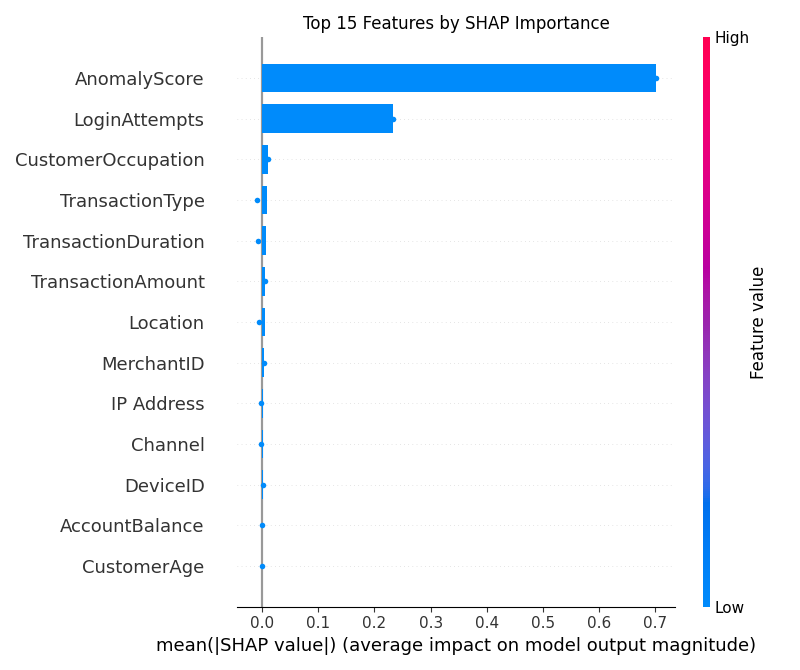 Top 15 Features by SHAP Importance
High
AnomalyScore
LoginAttempts
CustomerOccupation
TransactionType
TransactionDuration
TransactionAmount
Location
MerchantID
IP Address
Channel
DeviceID
AccountBalance
CustomerAge
Feature value
Low
0.0 0.1 0.2 0.3 0.4 0.5 0.6 0.7
mean(|SHAP value|) (average impact on model output magnitude)